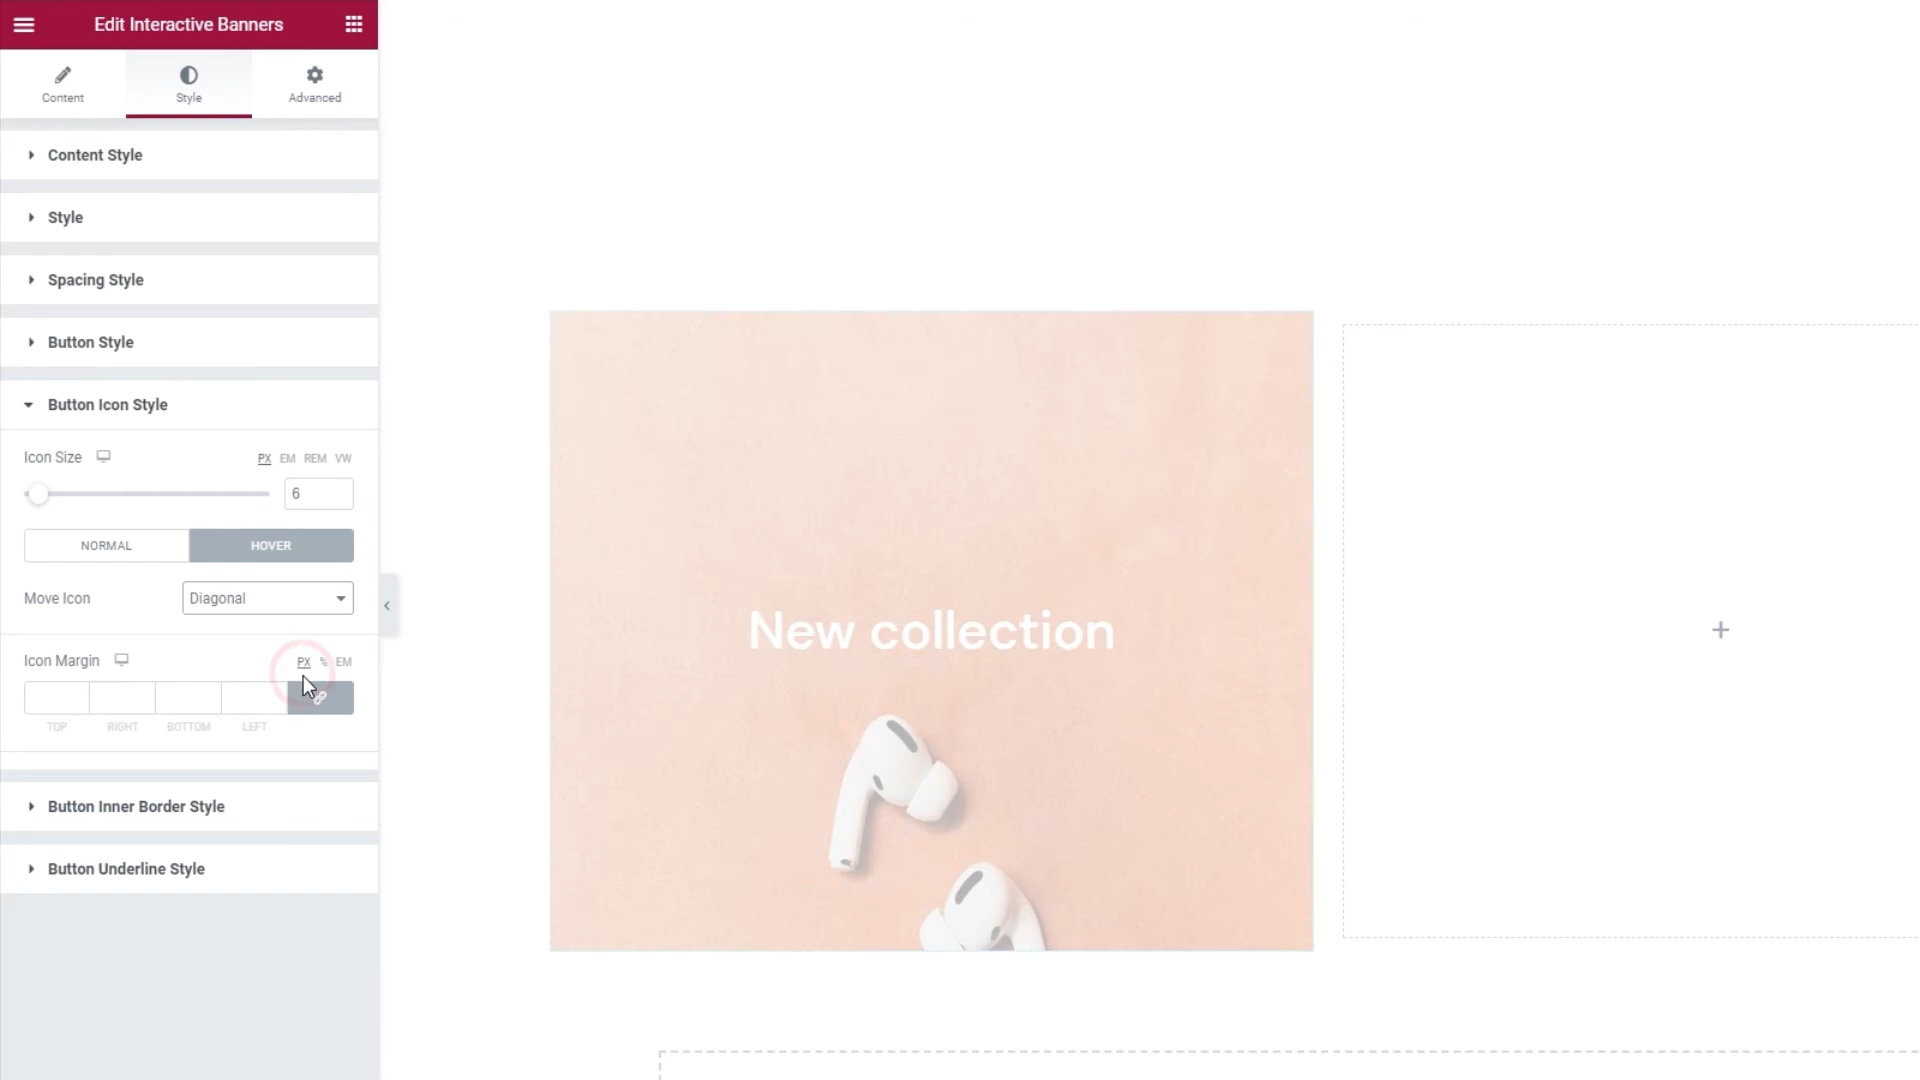 Edit Interactive Banners
Content
Style
Advanced
Content Style
Style
Spacing Style
Button Style
Button Icon Style
Icon Size PX EM REM VW
6
NORMAL HOVER
Move Icon Diagonal
Icon Margin PX % EM
TOP RIGHT BOTTOM LEFT
Button Inner Border Style
Button Underline Style
New collection